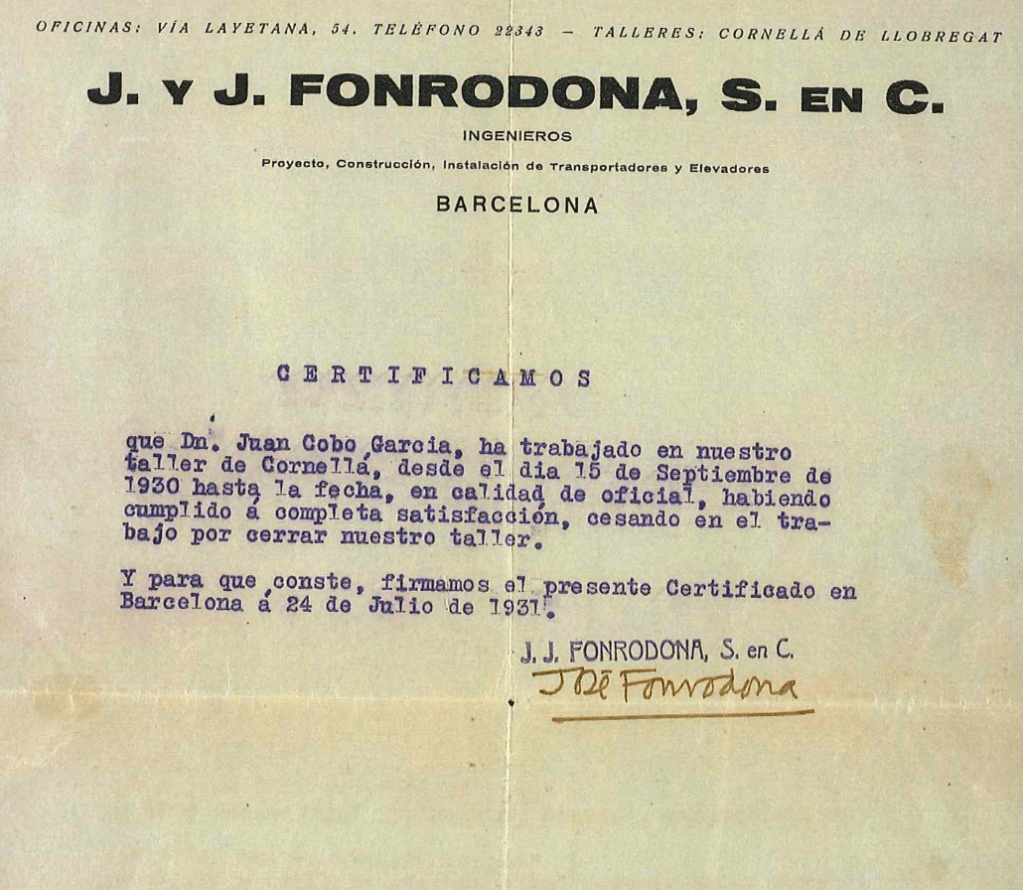 OFICINAS: VÍA LAYETANA, 54. TELÉFONO 22343 — TALLERES: CORNELLÁ DE LLOBREGAT
J. Y J. FONRODONA, S. EN C.
INGENIEROS
Proyecto, Construcción, Instalación de Transportadores y Elevadores
BARCELONA
CERTIFICAMOS
que Dn. Juan Cobo Garcia, ha trabajado en nuestro
taller de Cornellá, desde el dia 15 de Septiembre de
1930 hasta la fecha, en calidad de oficial, habiendo
cumplido á completa satisfacción, cesando en el tra-
bajo por cerrar nuestro taller.
Y para que conste, firmamos el presente Certificado en
Barcelona á 24 de Julio de 1931.
J. J. FONRODONA, S. en C.
José Fonrodona